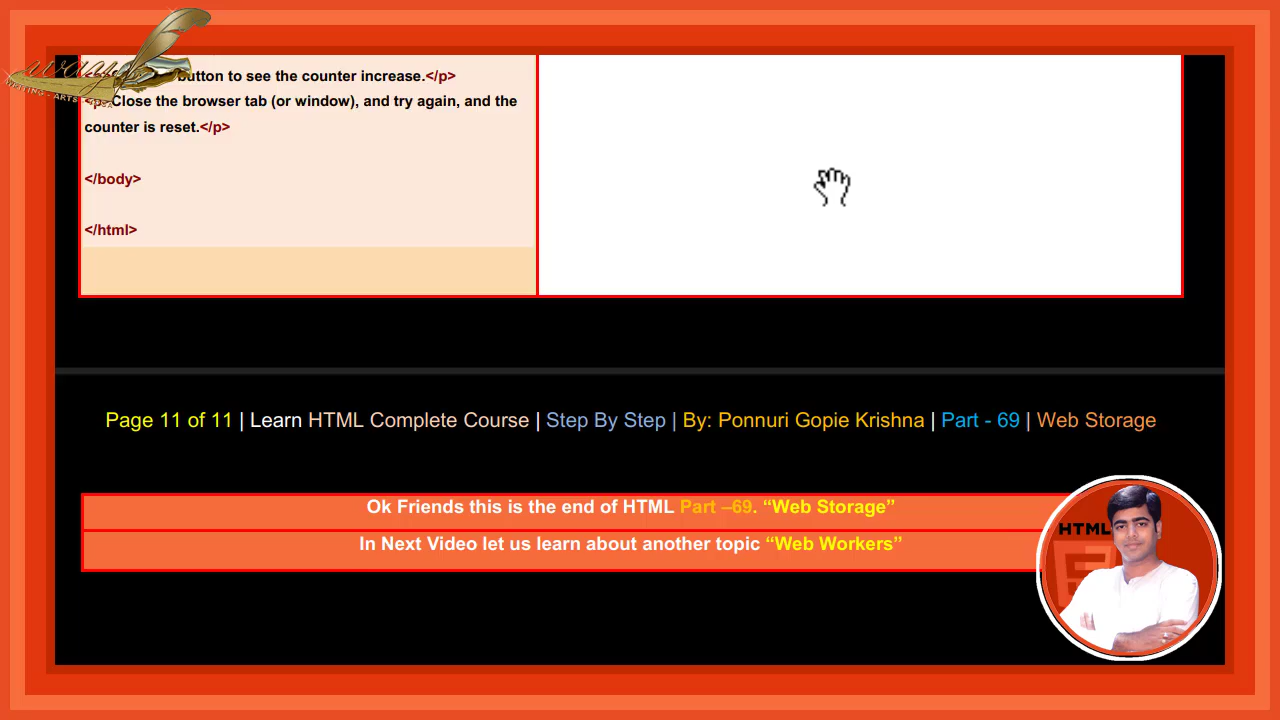 button to see the counter increase.</p>
<p>Close the browser tab (or window), and try again, and the
counter is reset.</p>
</body>
</html>
Page 11 of 11 | Learn HTML Complete Course | Step By Step | By: Ponnuri Gopie Krishna | Part - 69 | Web Storage
Ok Friends this is the end of HTML Part –69. “Web Storage”
In Next Video let us learn about another topic “Web Workers”
HTML